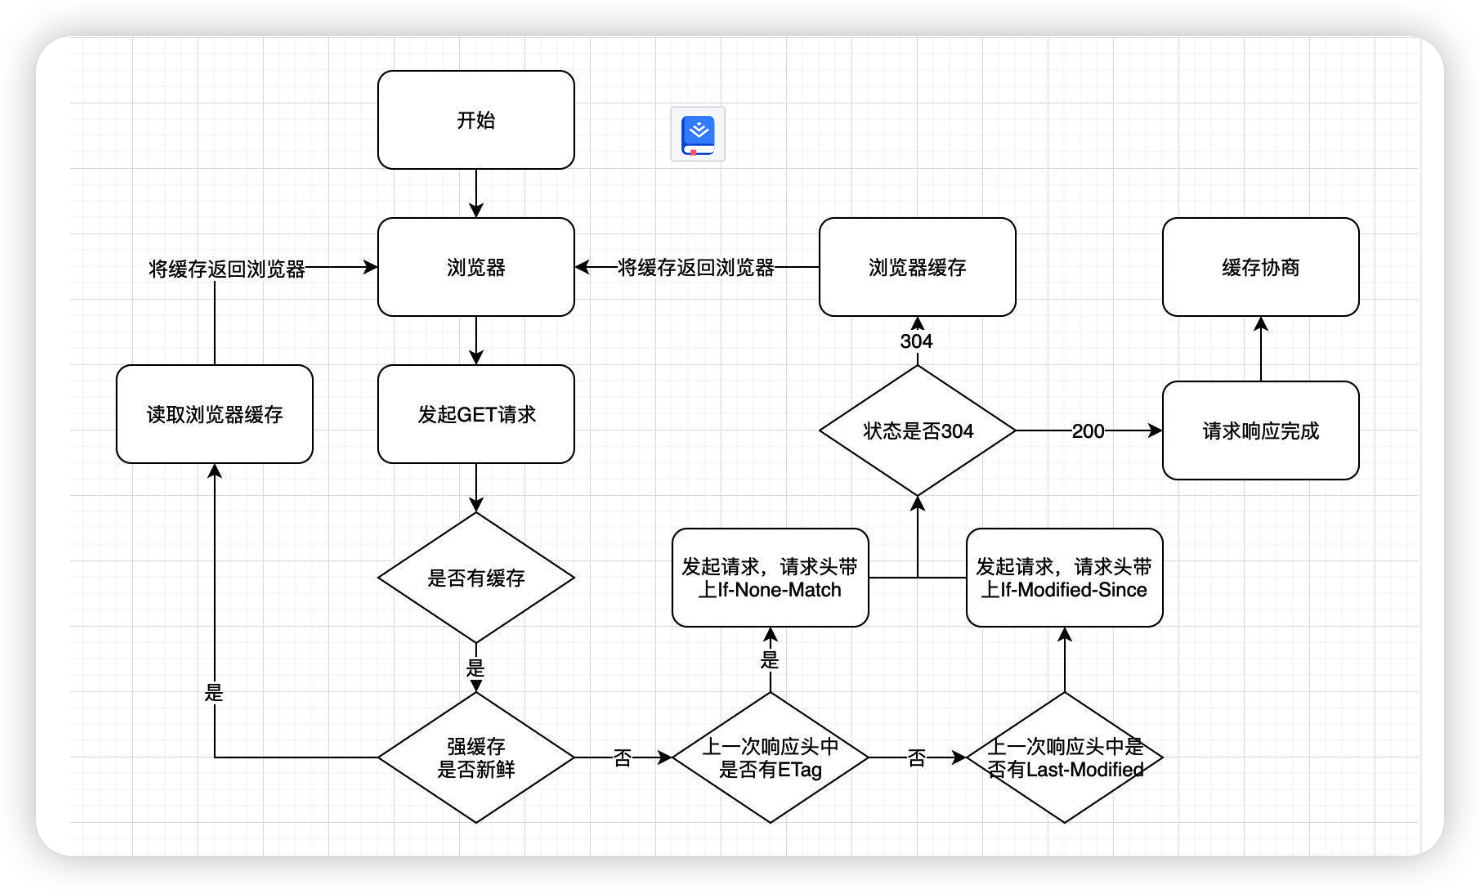 开始
将缓存返回浏览器
浏览器
将缓存返回浏览器
浏览器缓存
缓存协商
304
读取浏览器缓存
发起GET请求
状态是否304
200
请求响应完成
是否有缓存
发起请求，请求头带
上If-None-Match
发起请求，请求头带
上If-Modified-Since
是
是
是
强缓存
是否新鲜
否
上一次响应头中
是否有ETag
否
上一次响应头中是
否有Last-Modified